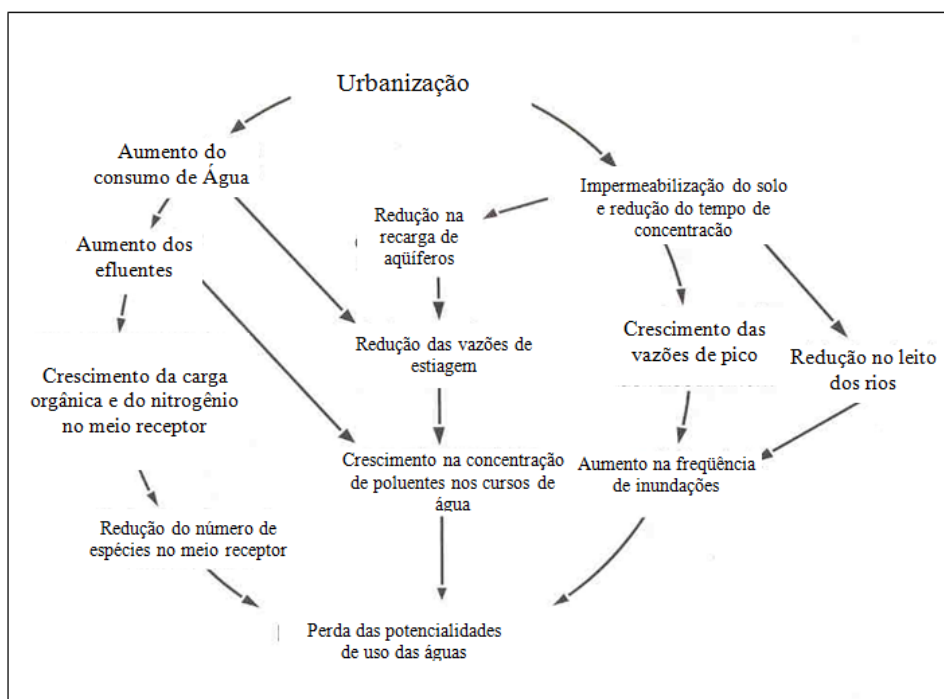 Urbanização
Aumento do
consumo de Água
Impermeabilização do solo
e redução do tempo de
concentracão
Redução na
recarga de
aqüíferos
Aumento dos
efluentes
Redução das vazões de
estiagem
Crescimento das
vazões de pico
Redução no leito
dos rios
Crescimento da carga
orgânica e do nitrogênio
no meio receptor
Crescimento na concentração
de poluentes nos cursos de
água
Aumento na freqüência
de inundações
Redução do número de
espécies no meio receptor
Perda das potencialidades
de uso das águas